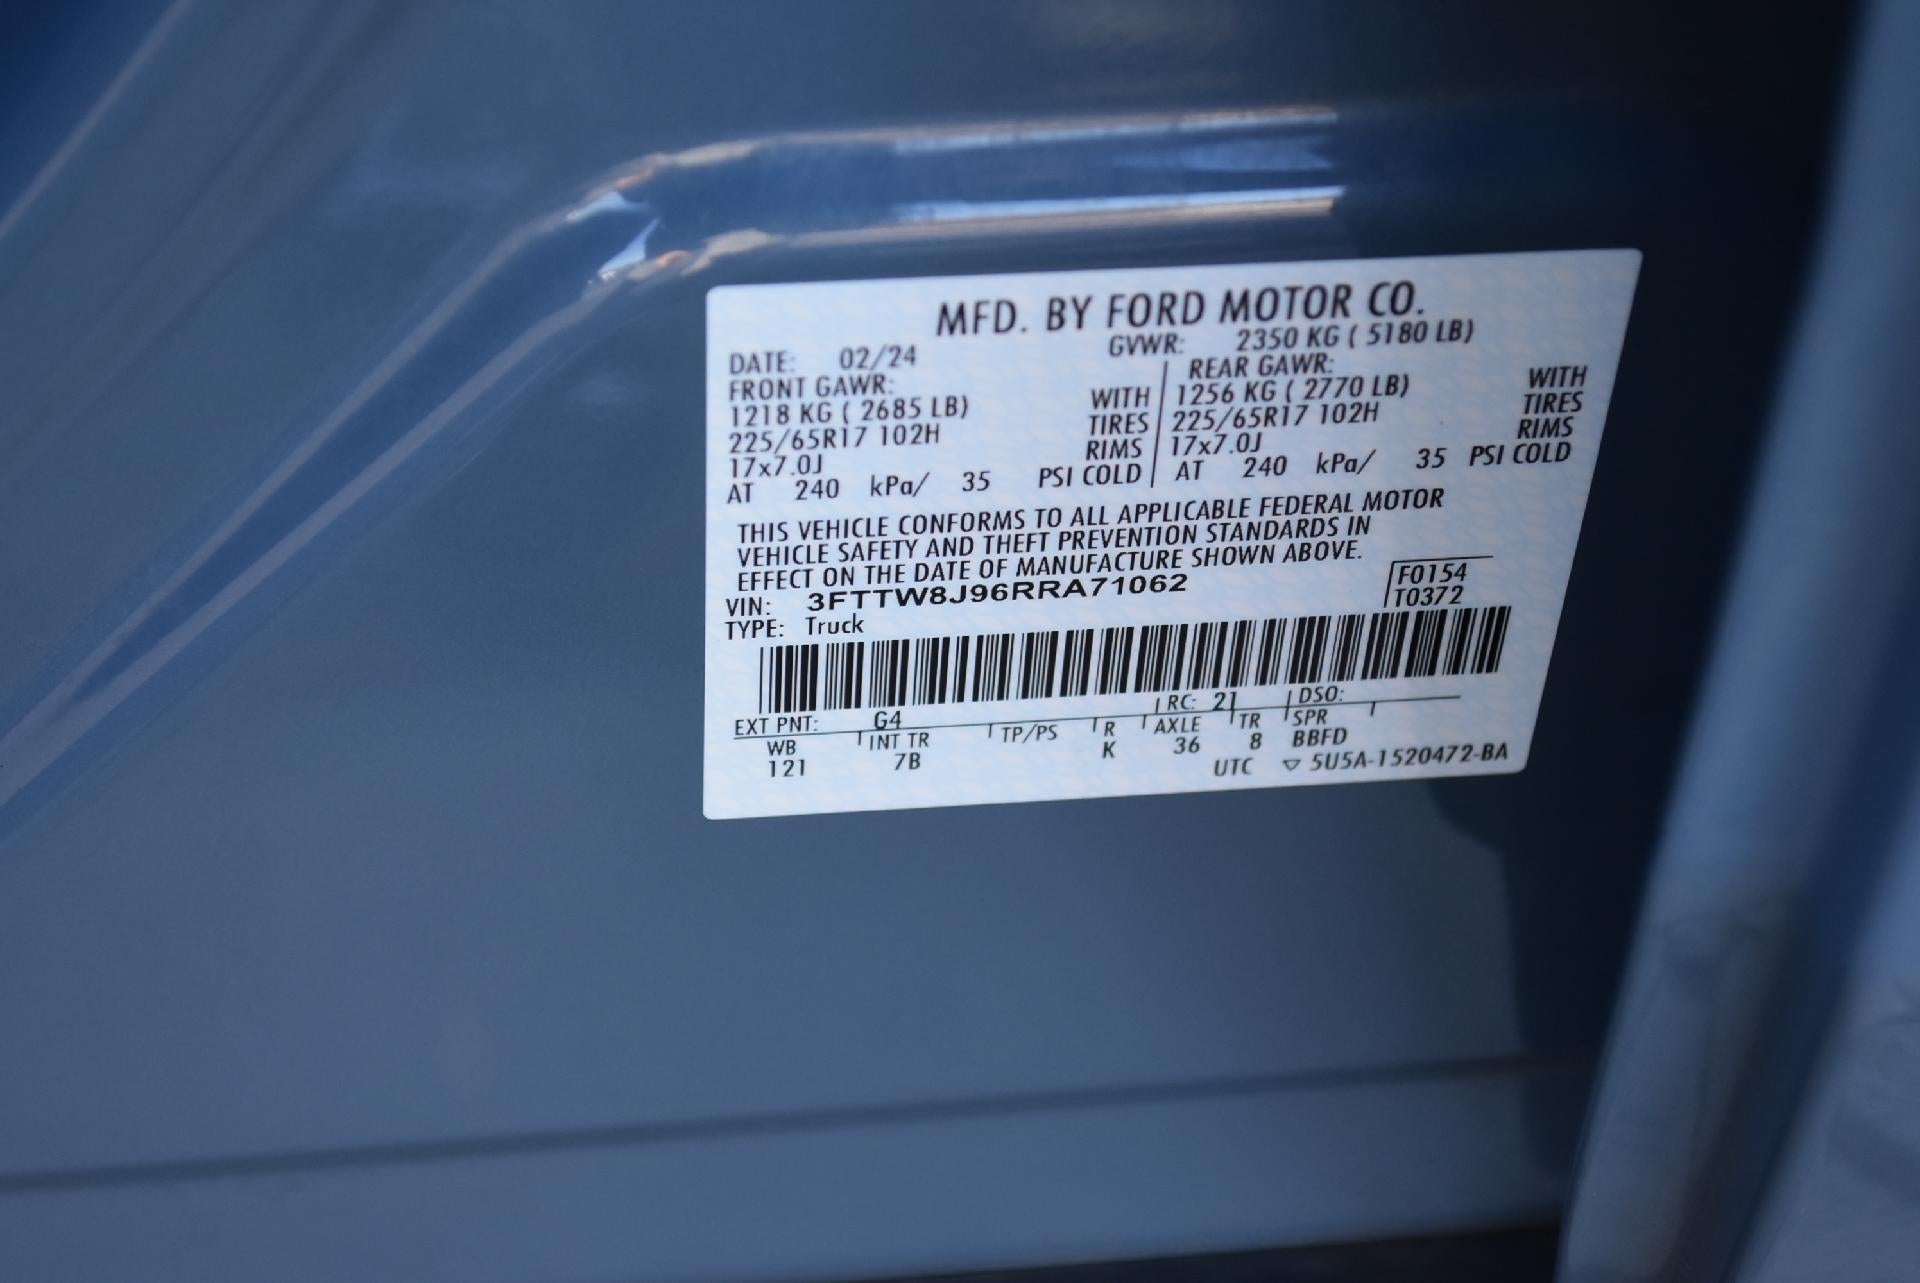 MFD. BY FORD MOTOR CO.
DATE: 02/24 GVWR: 2350 KG ( 5180 LB)
FRONT GAWR: REAR GAWR:
1218 KG ( 2685 LB) WITH 1256 KG ( 2770 LB) WITH
225/65R17 102H TIRES 225/65R17 102H TIRES
17x7.0J RIMS 17x7.0J RIMS
AT 240 kPa/ 35 PSI COLD AT 240 kPa/ 35 PSI COLD
THIS VEHICLE CONFORMS TO ALL APPLICABLE FEDERAL MOTOR
VEHICLE SAFETY AND THEFT PREVENTION STANDARDS IN
EFFECT ON THE DATE OF MANUFACTURE SHOWN ABOVE.
VIN: 3FTTW8J96RRA71062 F0154
TYPE: Truck T0372
EXT PNT: G4 RC: 21 DSO:
WB INT TR TP/PS R AXLE TR SPR
121 7B K 36 8 BBFD
UTC ▽ 5U5A-1520472-BA